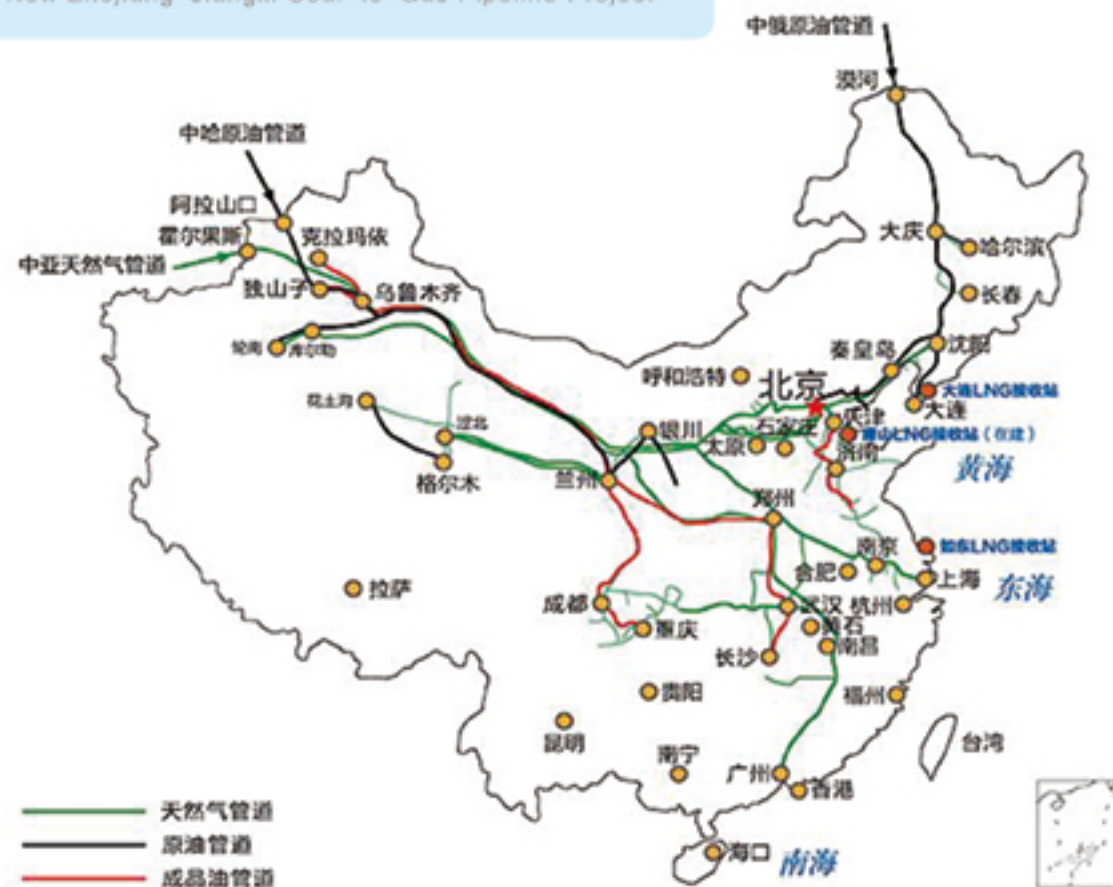 New Zhejiang-Jiangxi Coal-to-Gas Pipeline Project
中俄原油管道
漠河
中哈原油管道
阿拉山口
霍尔果斯
克拉玛依
中亚天然气管道
独山子
乌鲁木齐
大庆
哈尔滨
长春
轮南
库尔勒
秦皇岛
沈阳
呼和浩特
北京
大连LNG接收站
大连
花土沟
涩北
银川
石家庄
天津
唐山LNG接收站(在建)
太原
济南
黄海
格尔木
兰州
郑州
南京
如东LNG接收站
合肥
上海
东海
拉萨
成都
武汉
杭州
重庆
黄石
南昌
长沙
贵阳
福州
昆明
台湾
南宁
广州
香港
海口
南海
天然气管道
原油管道
成品油管道